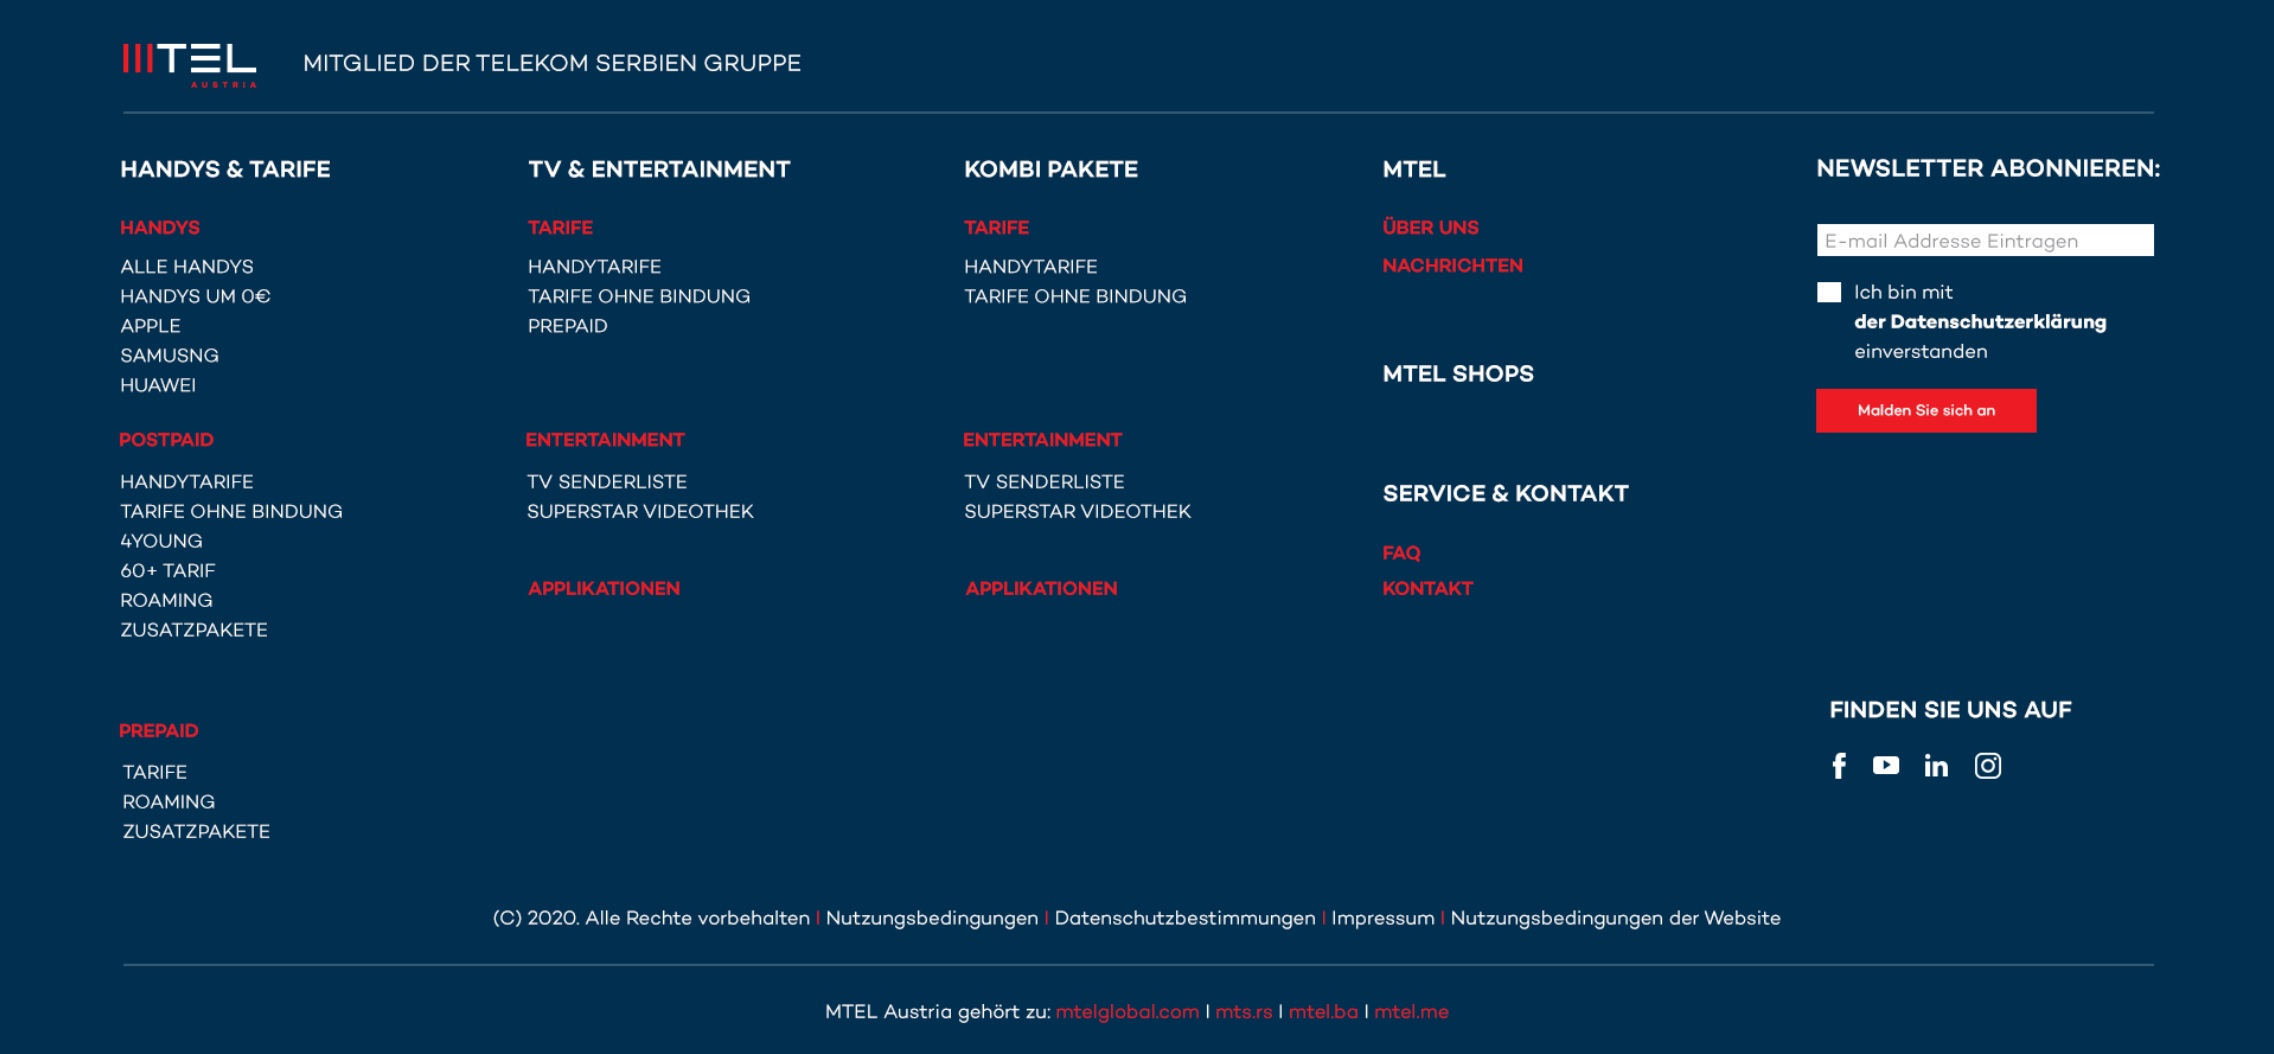 MTEL
AUSTRIA
MITGLIED DER TELEKOM SERBIEN GRUPPE
HANDYS & TARIFE
HANDYS
ALLE HANDYS
HANDYS UM 0€
APPLE
SAMUSNG
HUAWEI
POSTPAID
HANDYTARIFE
TARIFE OHNE BINDUNG
4YOUNG
60+ TARIF
ROAMING
ZUSATZPAKETE
PREPAID
TARIFE
ROAMING
ZUSATZPAKETE
TV & ENTERTAINMENT
TARIFE
HANDYTARIFE
TARIFE OHNE BINDUNG
PREPAID
ENTERTAINMENT
TV SENDERLISTE
SUPERSTAR VIDEOTHEK
APPLIKATIONEN
KOMBI PAKETE
TARIFE
HANDYTARIFE
TARIFE OHNE BINDUNG
ENTERTAINMENT
TV SENDERLISTE
SUPERSTAR VIDEOTHEK
APPLIKATIONEN
MTEL
ÜBER UNS
NACHRICHTEN
MTEL SHOPS
SERVICE & KONTAKT
FAQ
KONTAKT
NEWSLETTER ABONNIEREN:
E-mail Addresse Eintragen
Ich bin mit
der Datenschutzerklärung
einverstanden
Malden Sie sich an
FINDEN SIE UNS AUF
(C) 2020. Alle Rechte vorbehalten | Nutzungsbedingungen | Datenschutzbestimmungen | Impressum | Nutzungsbedingungen der Website
MTEL Austria gehört zu: mtelglobal.com | mts.rs | mtel.ba | mtel.me